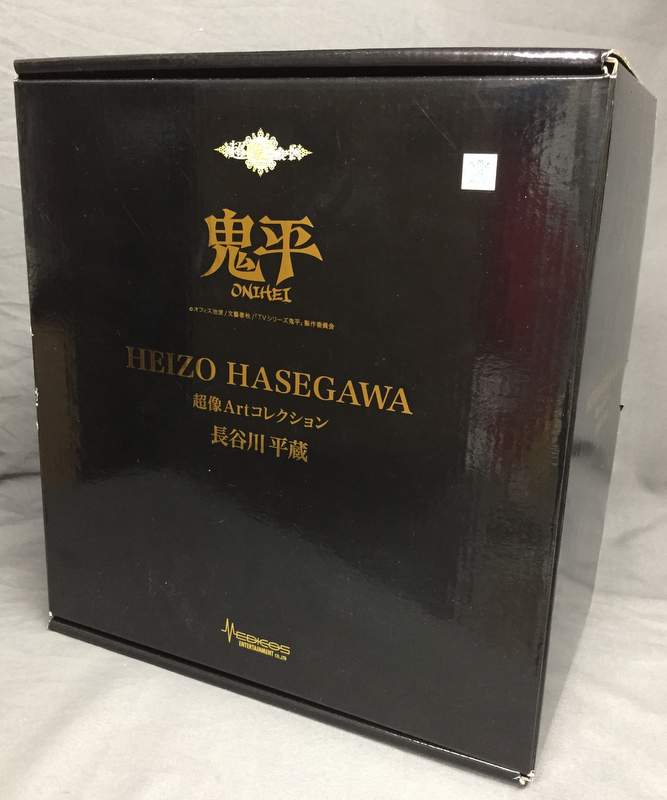 鬼平
ONIHEI
©オフィス池波/文藝春秋/「TVシリーズ鬼平」製作委員会
HEIZO HASEGAWA
超像Artコレクション
長谷川 平蔵
MEDICOS
ENTERTAINMENT CO.,LTD